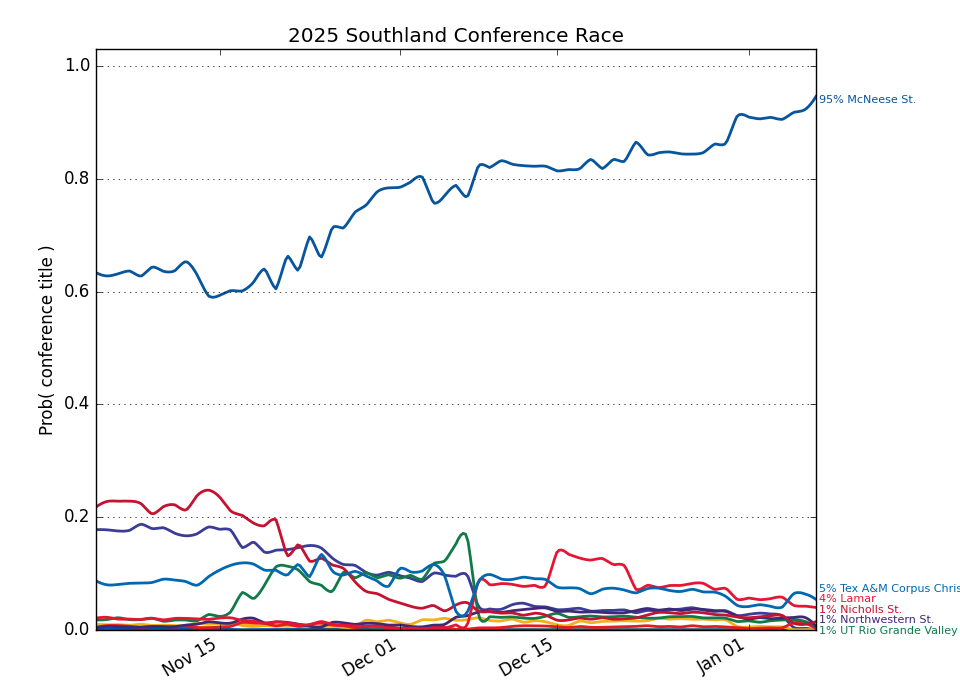 2025 Southland Conference Race
1.0
0.8
0.6
0.4
0.2
0.0
Prob( conference title )
Nov 15
Dec 01
Dec 15
Jan 01
95% McNeese St.
5% Tex A&M Corpus Chris
4% Lamar
1% Nicholls St.
1% Northwestern St.
1% UT Rio Grande Valley